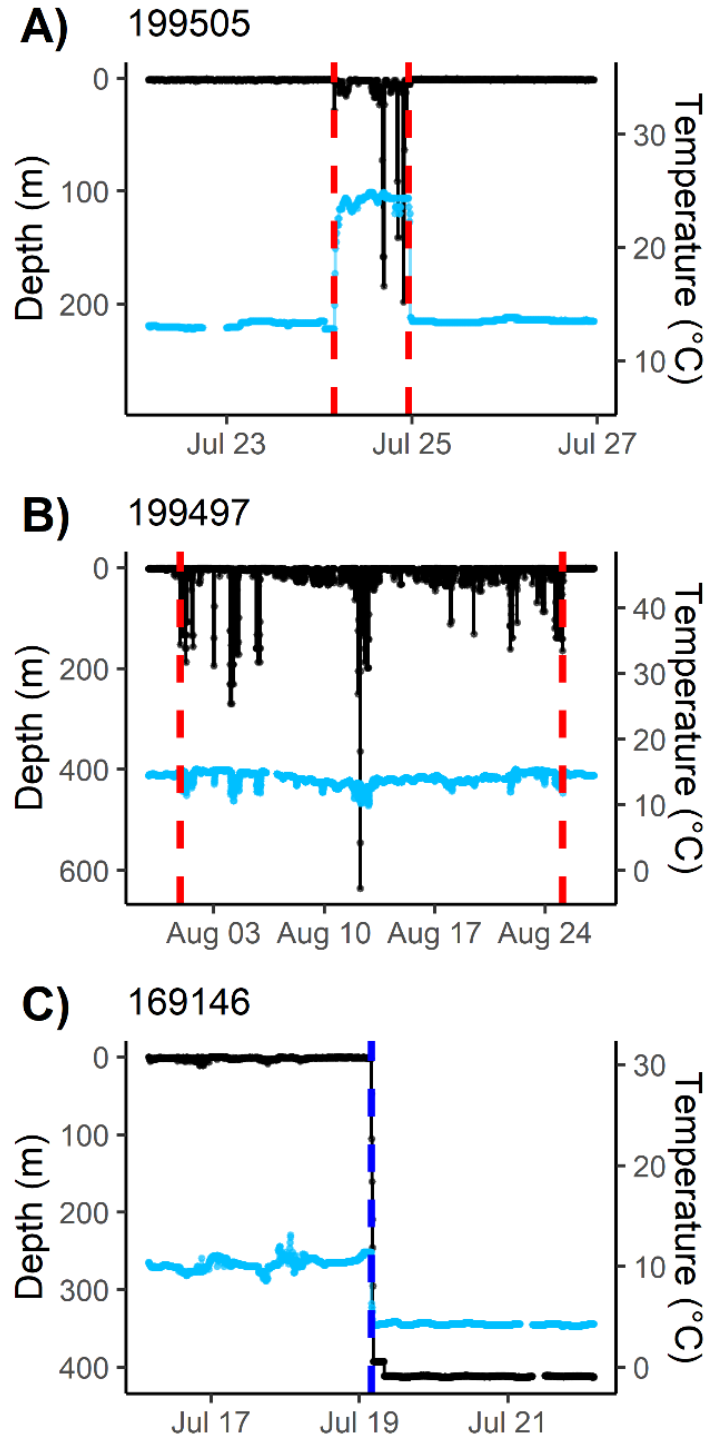 A) 199505
Depth (m)
0
100
200
Temperature (°C)
30
20
10
Jul 23 Jul 25 Jul 27
B) 199497
Depth (m)
0
200
400
600
Temperature (°C)
40
30
20
10
0
Aug 03 Aug 10 Aug 17 Aug 24
C) 169146
Depth (m)
0
100
200
300
400
Temperature (°C)
30
20
10
0
Jul 17 Jul 19 Jul 21